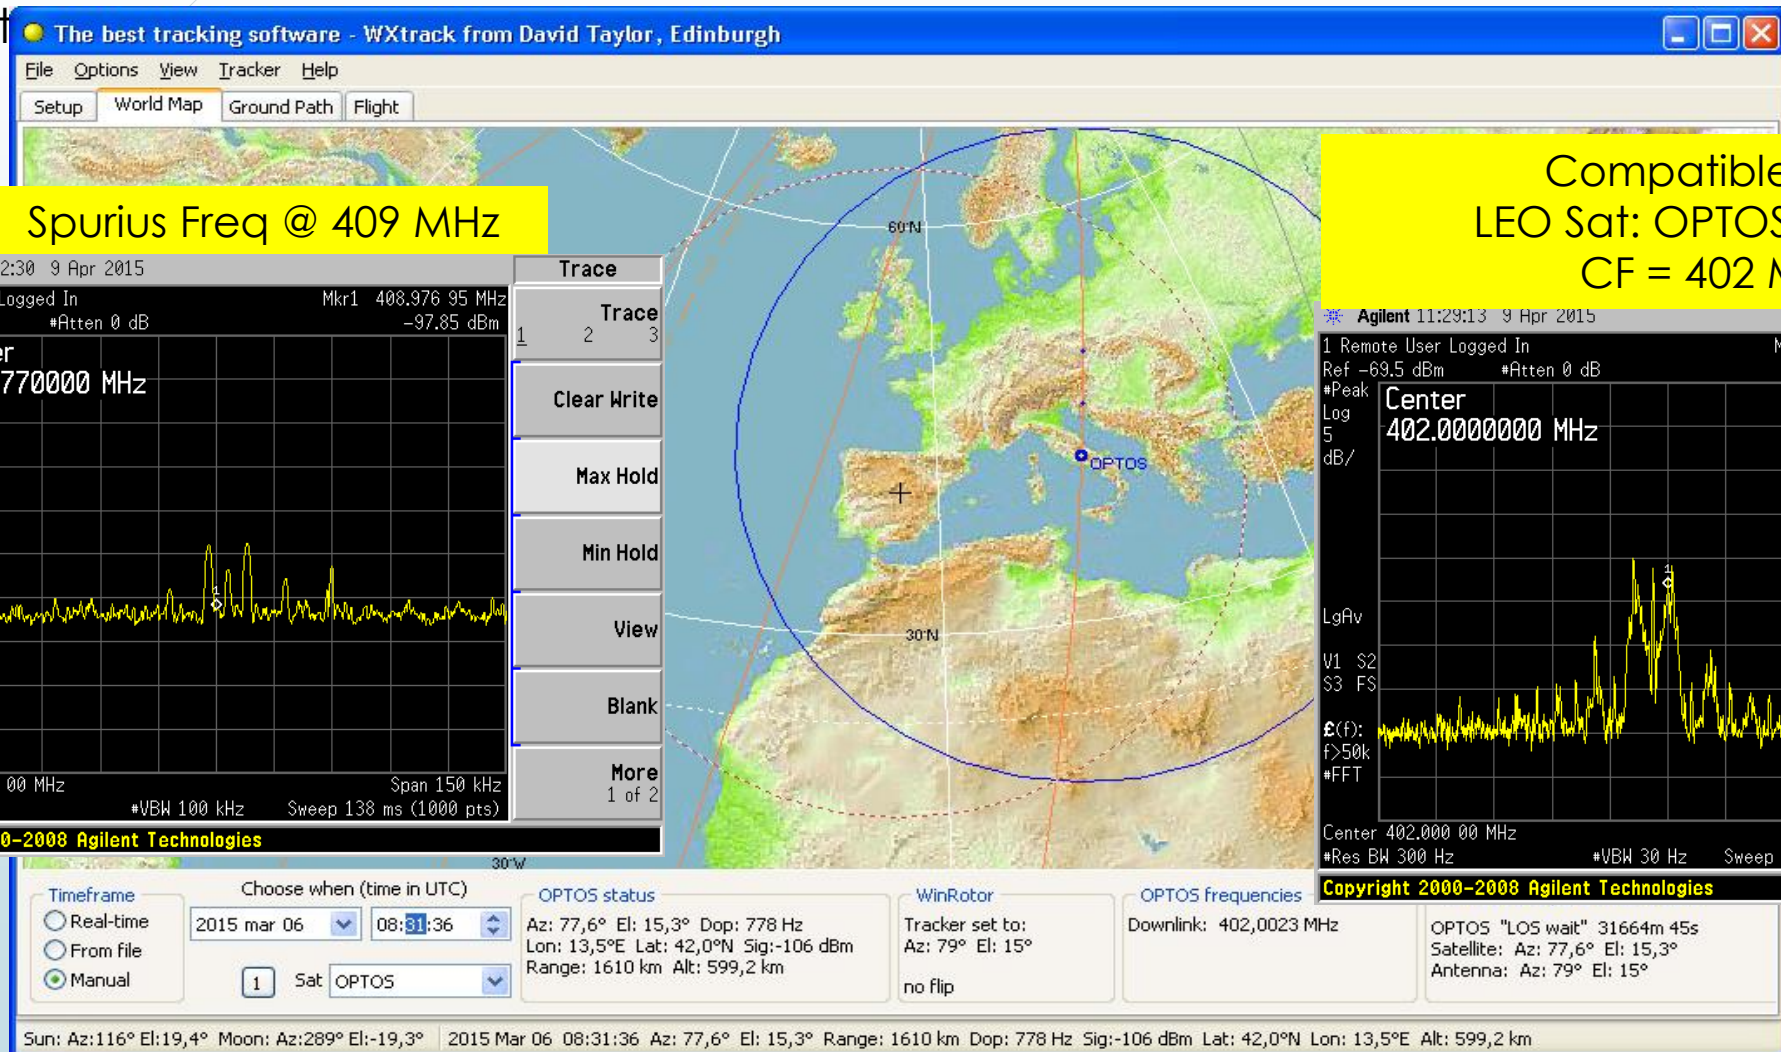 The best tracking software - WXtrack from David Taylor, Edinburgh
File Options View Tracker Help
Setup World Map Ground Path Flight
Spurius Freq @ 409 MHz
2:30 9 Apr 2015
Logged In Mkr1 408.976 95 MHz
#Atten 0 dB -97.85 dBm
er
770000 MHz
1
00 MHz Span 150 kHz
#VBW 100 kHz Sweep 138 ms (1000 pts)
0-2008 Agilent Technologies
Trace
Trace
1 2 3
Clear Write
Max Hold
Min Hold
View
Blank
More
1 of 2
60°N
OPTOS
30°N
30°W
Compatible
LEO Sat: OPTOS
CF = 402 M
Agilent 11:29:13 9 Apr 2015
1 Remote User Logged In M
Ref -69.5 dBm #Atten 0 dB
#Peak
Log
5
dB/
Center
402.0000000 MHz
1
LgAv
V1 S2
S3 FS
£(f):
f>50k
#FFT
Center 402.000 00 MHz
#Res BW 300 Hz #VBW 30 Hz Sweep
Copyright 2000-2008 Agilent Technologies
Timeframe
Real-time
From file
Manual
Choose when (time in UTC)
2015 mar 06 08:31:36
1 Sat OPTOS
OPTOS status
Az: 77,6° El: 15,3° Dop: 778 Hz
Lon: 13,5°E Lat: 42,0°N Sig:-106 dBm
Range: 1610 km Alt: 599,2 km
WinRotor
Tracker set to:
Az: 79° El: 15°
no flip
OPTOS frequencies
Downlink: 402,0023 MHz
OPTOS "LOS wait" 31664m 45s
Satellite: Az: 77,6° El: 15,3°
Antenna: Az: 79° El: 15°
Sun: Az:116° El:19,4° Moon: Az:289° El:-19,3° 2015 Mar 06 08:31:36 Az: 77,6° El: 15,3° Range: 1610 km Dop: 778 Hz Sig:-106 dBm Lat: 42,0°N Lon: 13,5°E Alt: 599,2 km